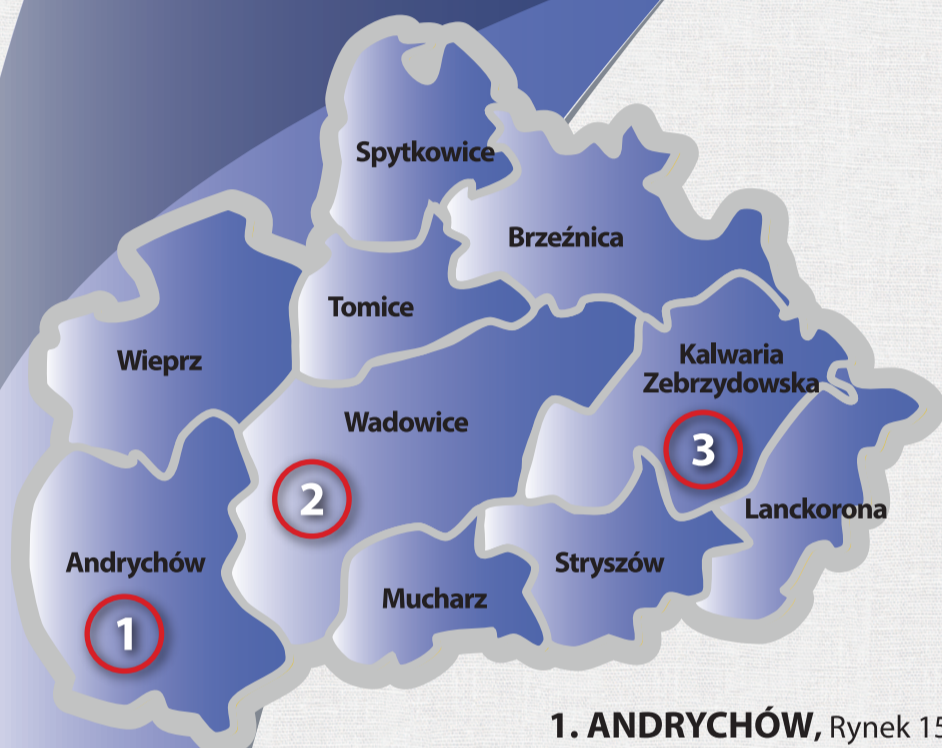 Spytkowice
Brzeźnica
Tomice
Wieprz
Kalwaria
Zebrzydowska
Wadowice
3
2
Lanckorona
Andrychów
Stryszów
Mucharz
1
1. ANDRYCHÓW, Rynek 15